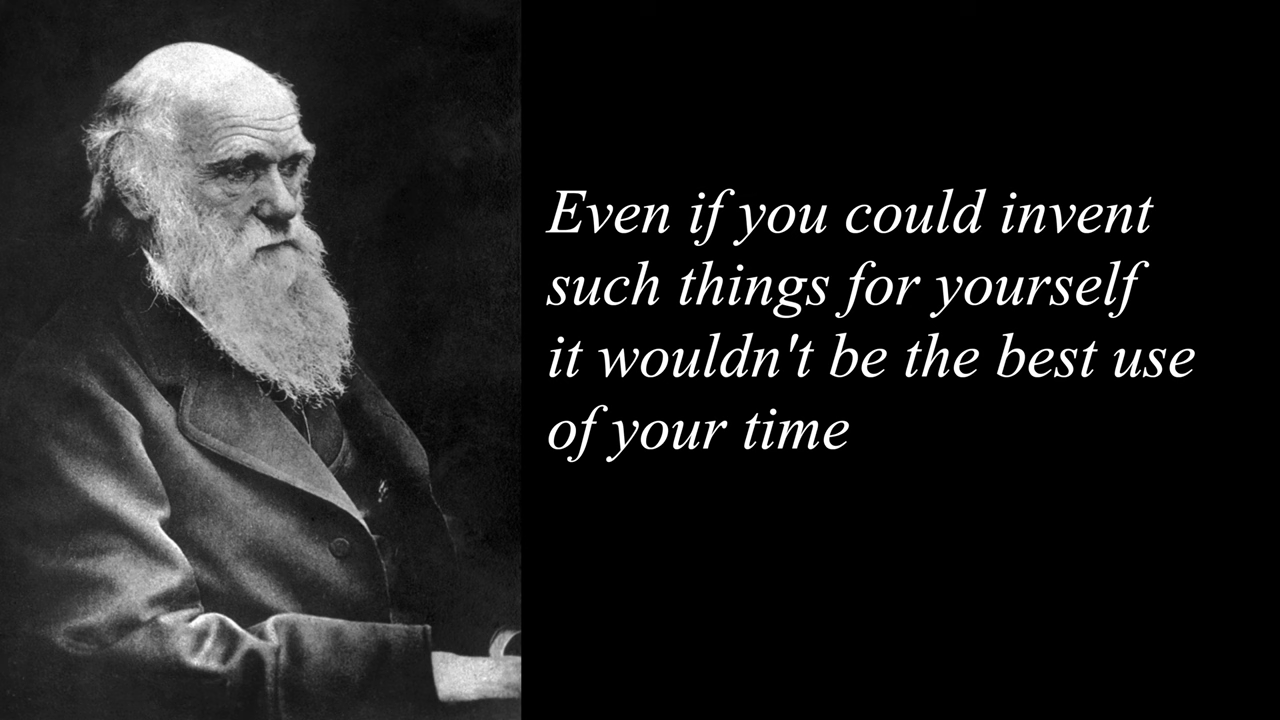 Even if you could invent
such things for yourself
it wouldn't be the best use
of your time